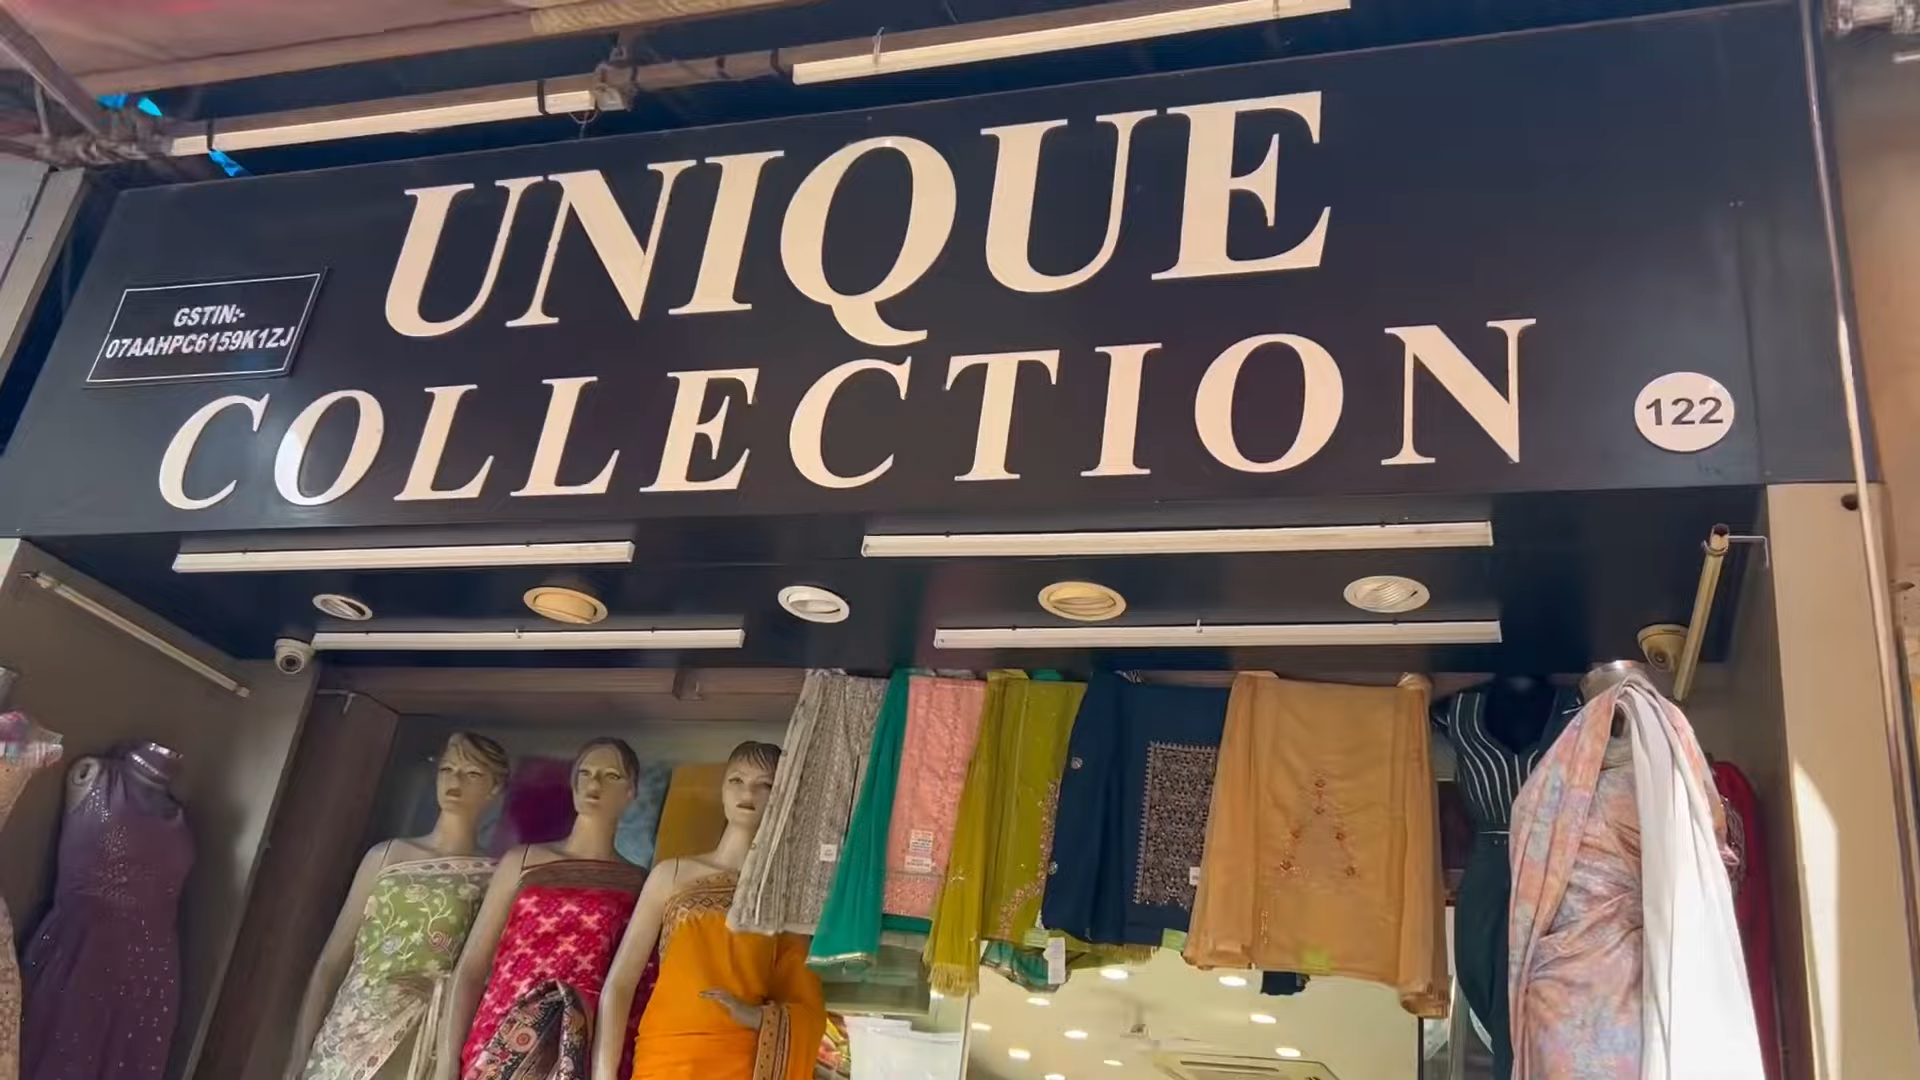 UNIQUE
GSTIN:-
07AAHPC6159K1ZJ
COLLECTION
122